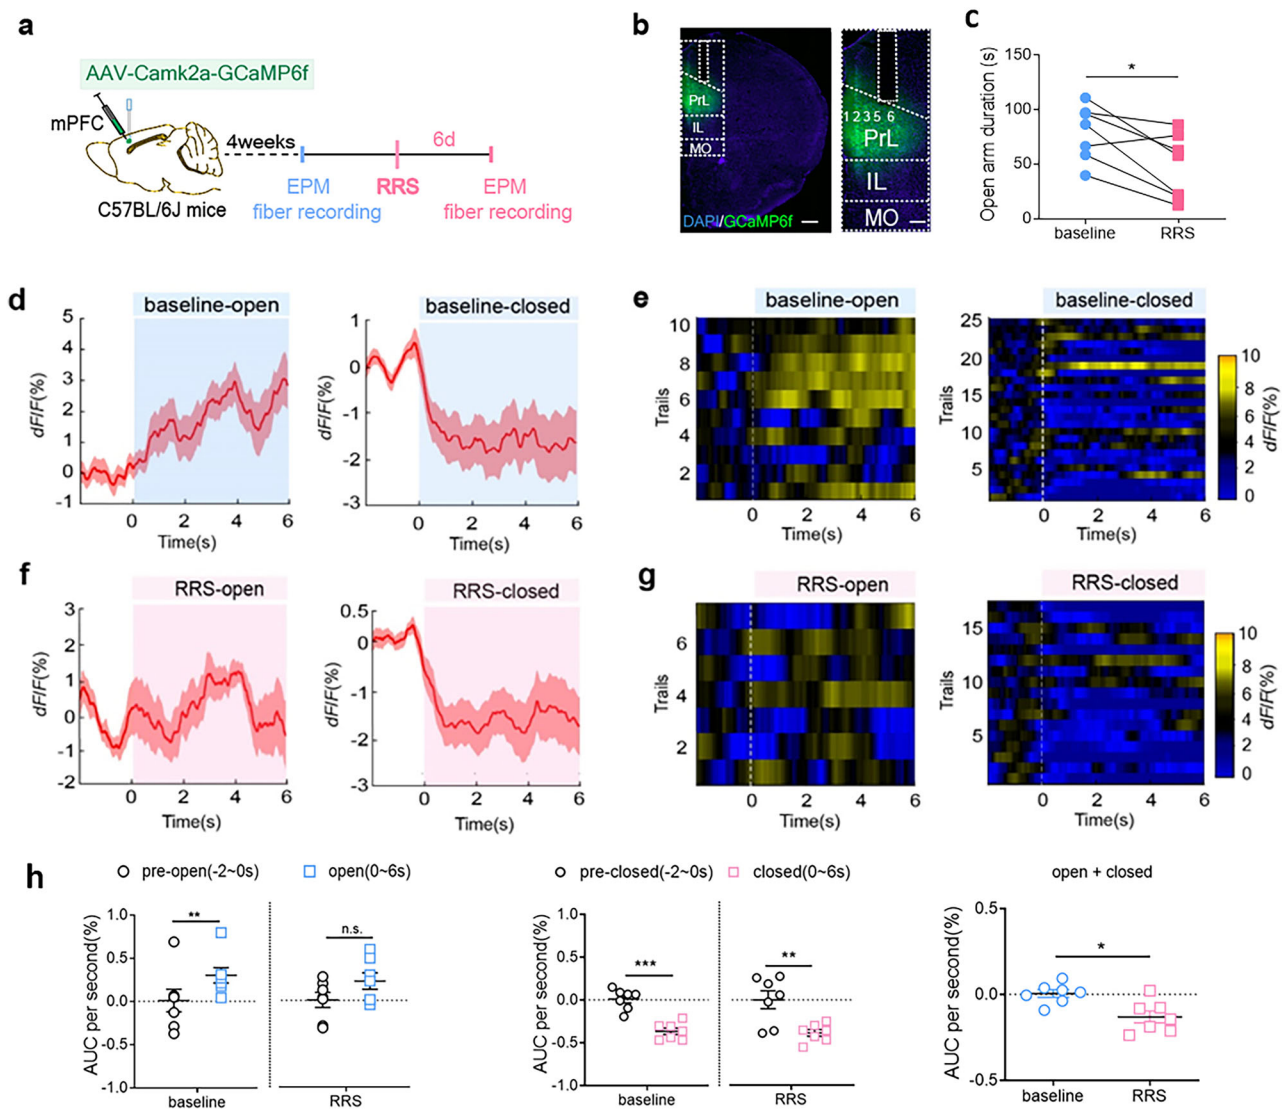 a
AAV-Camk2a-GCaMP6f
mPFC
4weeks
6d
EPM
fiber recording
RRS
EPM
fiber recording
C57BL/6J mice
b
PrL
IL
MO
DAPI/GCaMP6f
1 2 3 5 6
PrL
IL
MO
c
Open arm duration (s)
150
100
50
0
*
baseline
RRS
d
baseline-open
dF/F(%)
5
4
3
2
1
0
-1
0 2 4 6
Time(s)
baseline-closed
dF/F(%)
1
0
-1
-2
-3
0 2 4 6
Time(s)
e
baseline-open
Trails
10
8
6
4
2
0 2 4 6
Time(s)
baseline-closed
Trails
25
20
15
10
5
0 2 4 6
Time(s)
10
8
6
4
2
0
dF/F(%)
f
RRS-open
dF/F(%)
3
2
1
0
-1
-2
0 2 4 6
Time(s)
RRS-closed
dF/F(%)
0.5
0
-1
-2
-3
0 2 4 6
Time(s)
g
RRS-open
Trails
6
4
2
0 2 4 6
Time(s)
RRS-closed
Trails
15
10
5
0 2 4 6
Time(s)
10
8
6
4
2
0
dF/F(%)
h
pre-open(-2~0s) open(0~6s)
AUC per second(%)
1.0
0.5
0.0
-0.5
-1.0
**
n.s.
baseline
RRS
pre-closed(-2~0s) closed(0~6s)
AUC per second(%)
1.0
0.5
0.0
-0.5
-1.0
***
**
baseline
RRS
open + closed
AUC per second(%)
0.5
0.0
-0.5
*
baseline
RRS